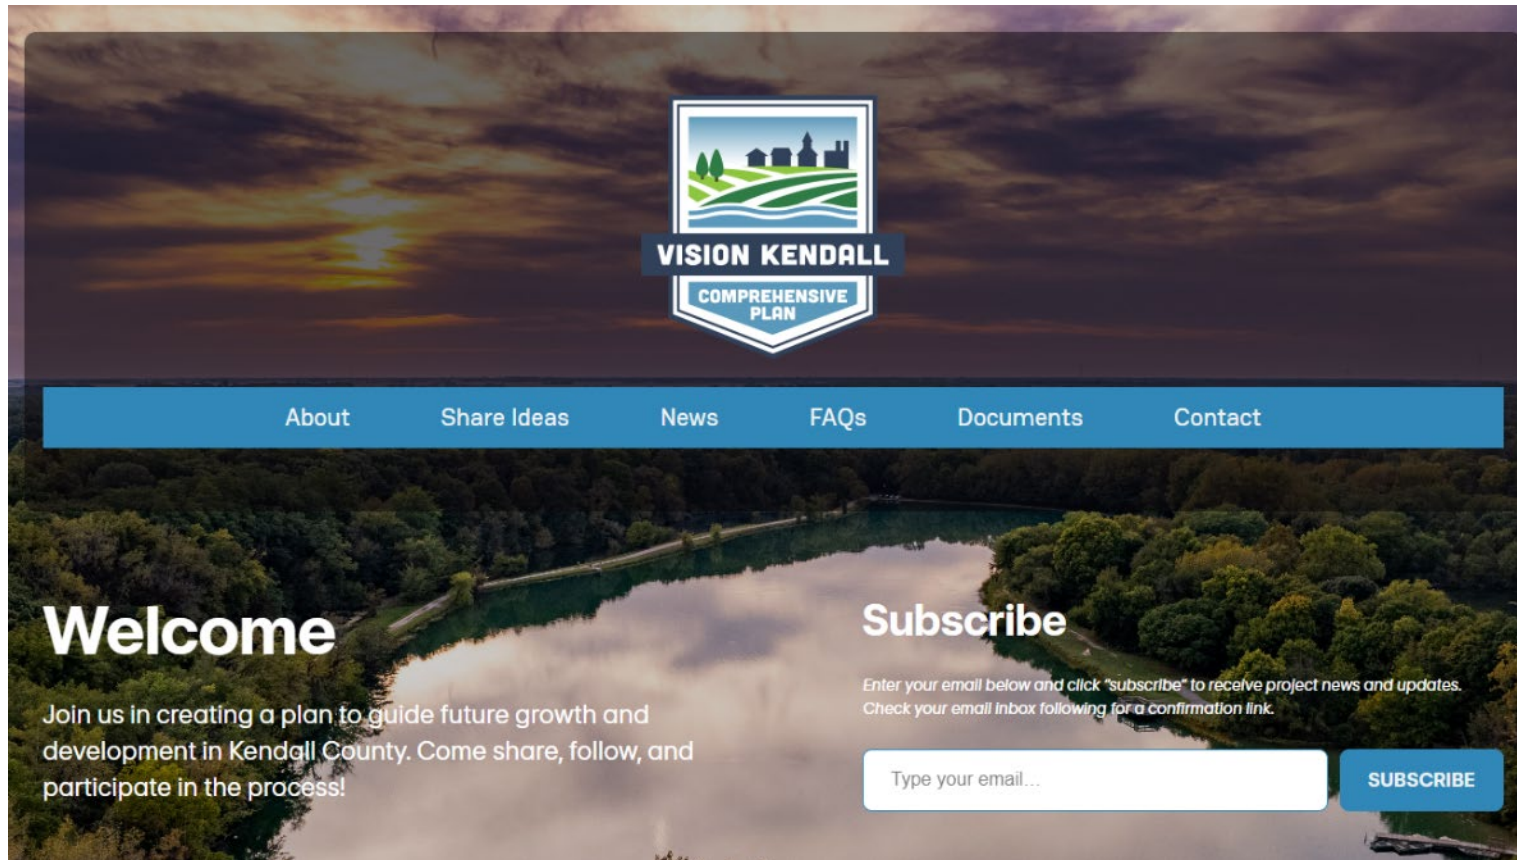 VISION KENDALL
COMPREHENSIVE
PLAN
About
Share Ideas
News
FAQs
Documents
Contact
Welcome
Join us in creating a plan to guide future growth and
development in Kendall County. Come share, follow, and
participate in the process!
Subscribe
Enter your email below and click "subscribe" to receive project news and updates.
Check your email inbox following for a confirmation link.
Type your email...
SUBSCRIBE